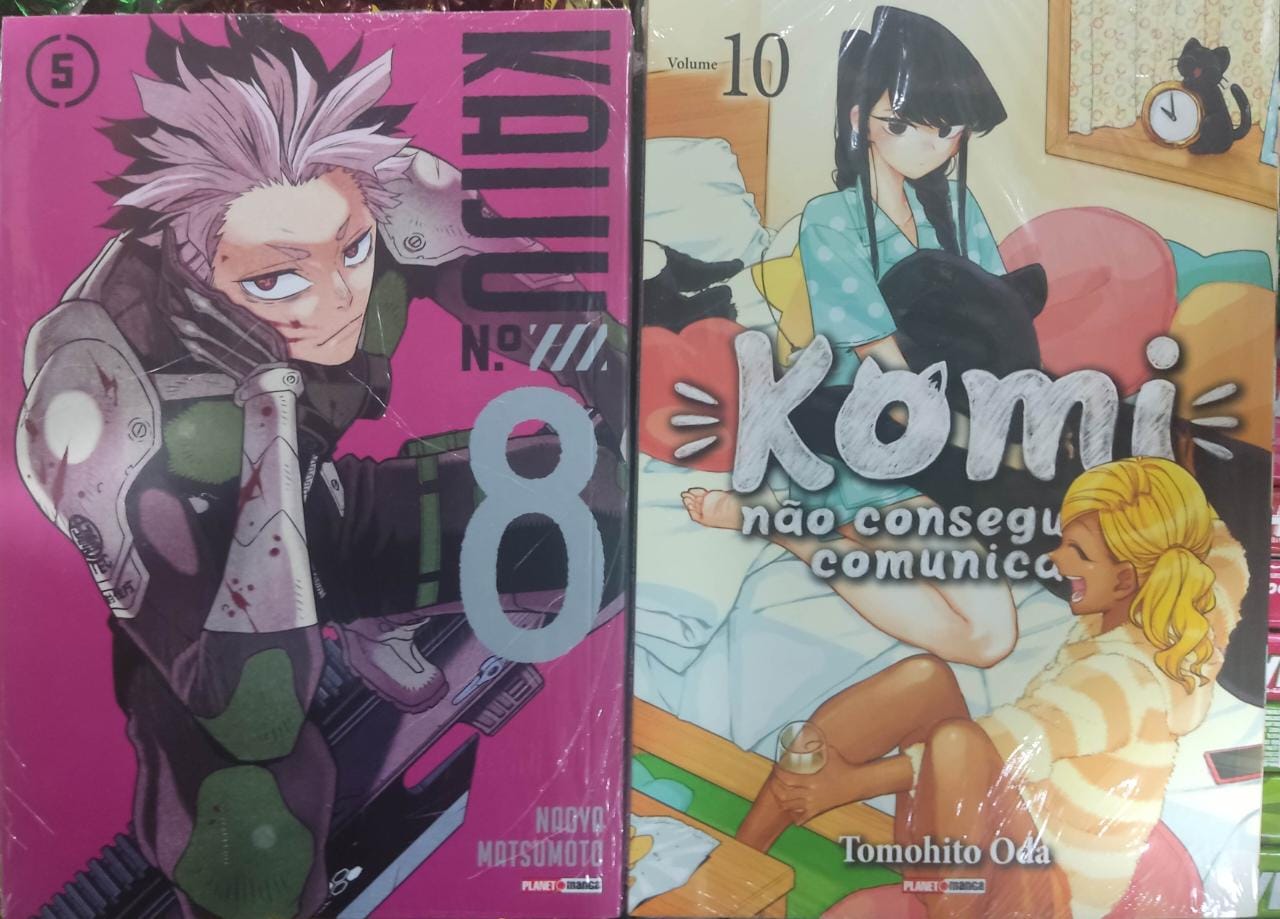 5
KAIJU
N.º
8
NAOYA
MATSUMOTO
PLANET manga
Volume 10
Komi
não consegu
comunica
Tomohito Oda
PLANET manga